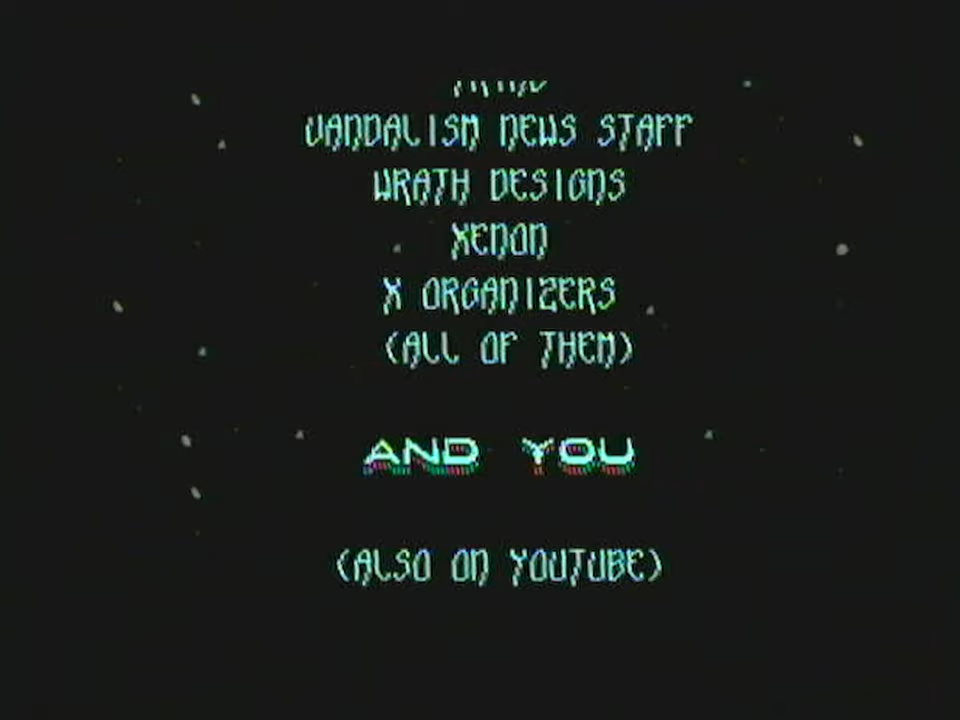 VANDALISM NEWS STAFF
WRATH DESIGNS
XENON
X ORGANIZERS
(ALL OF THEM)
AND YOU
(ALSO ON YOUTUBE)